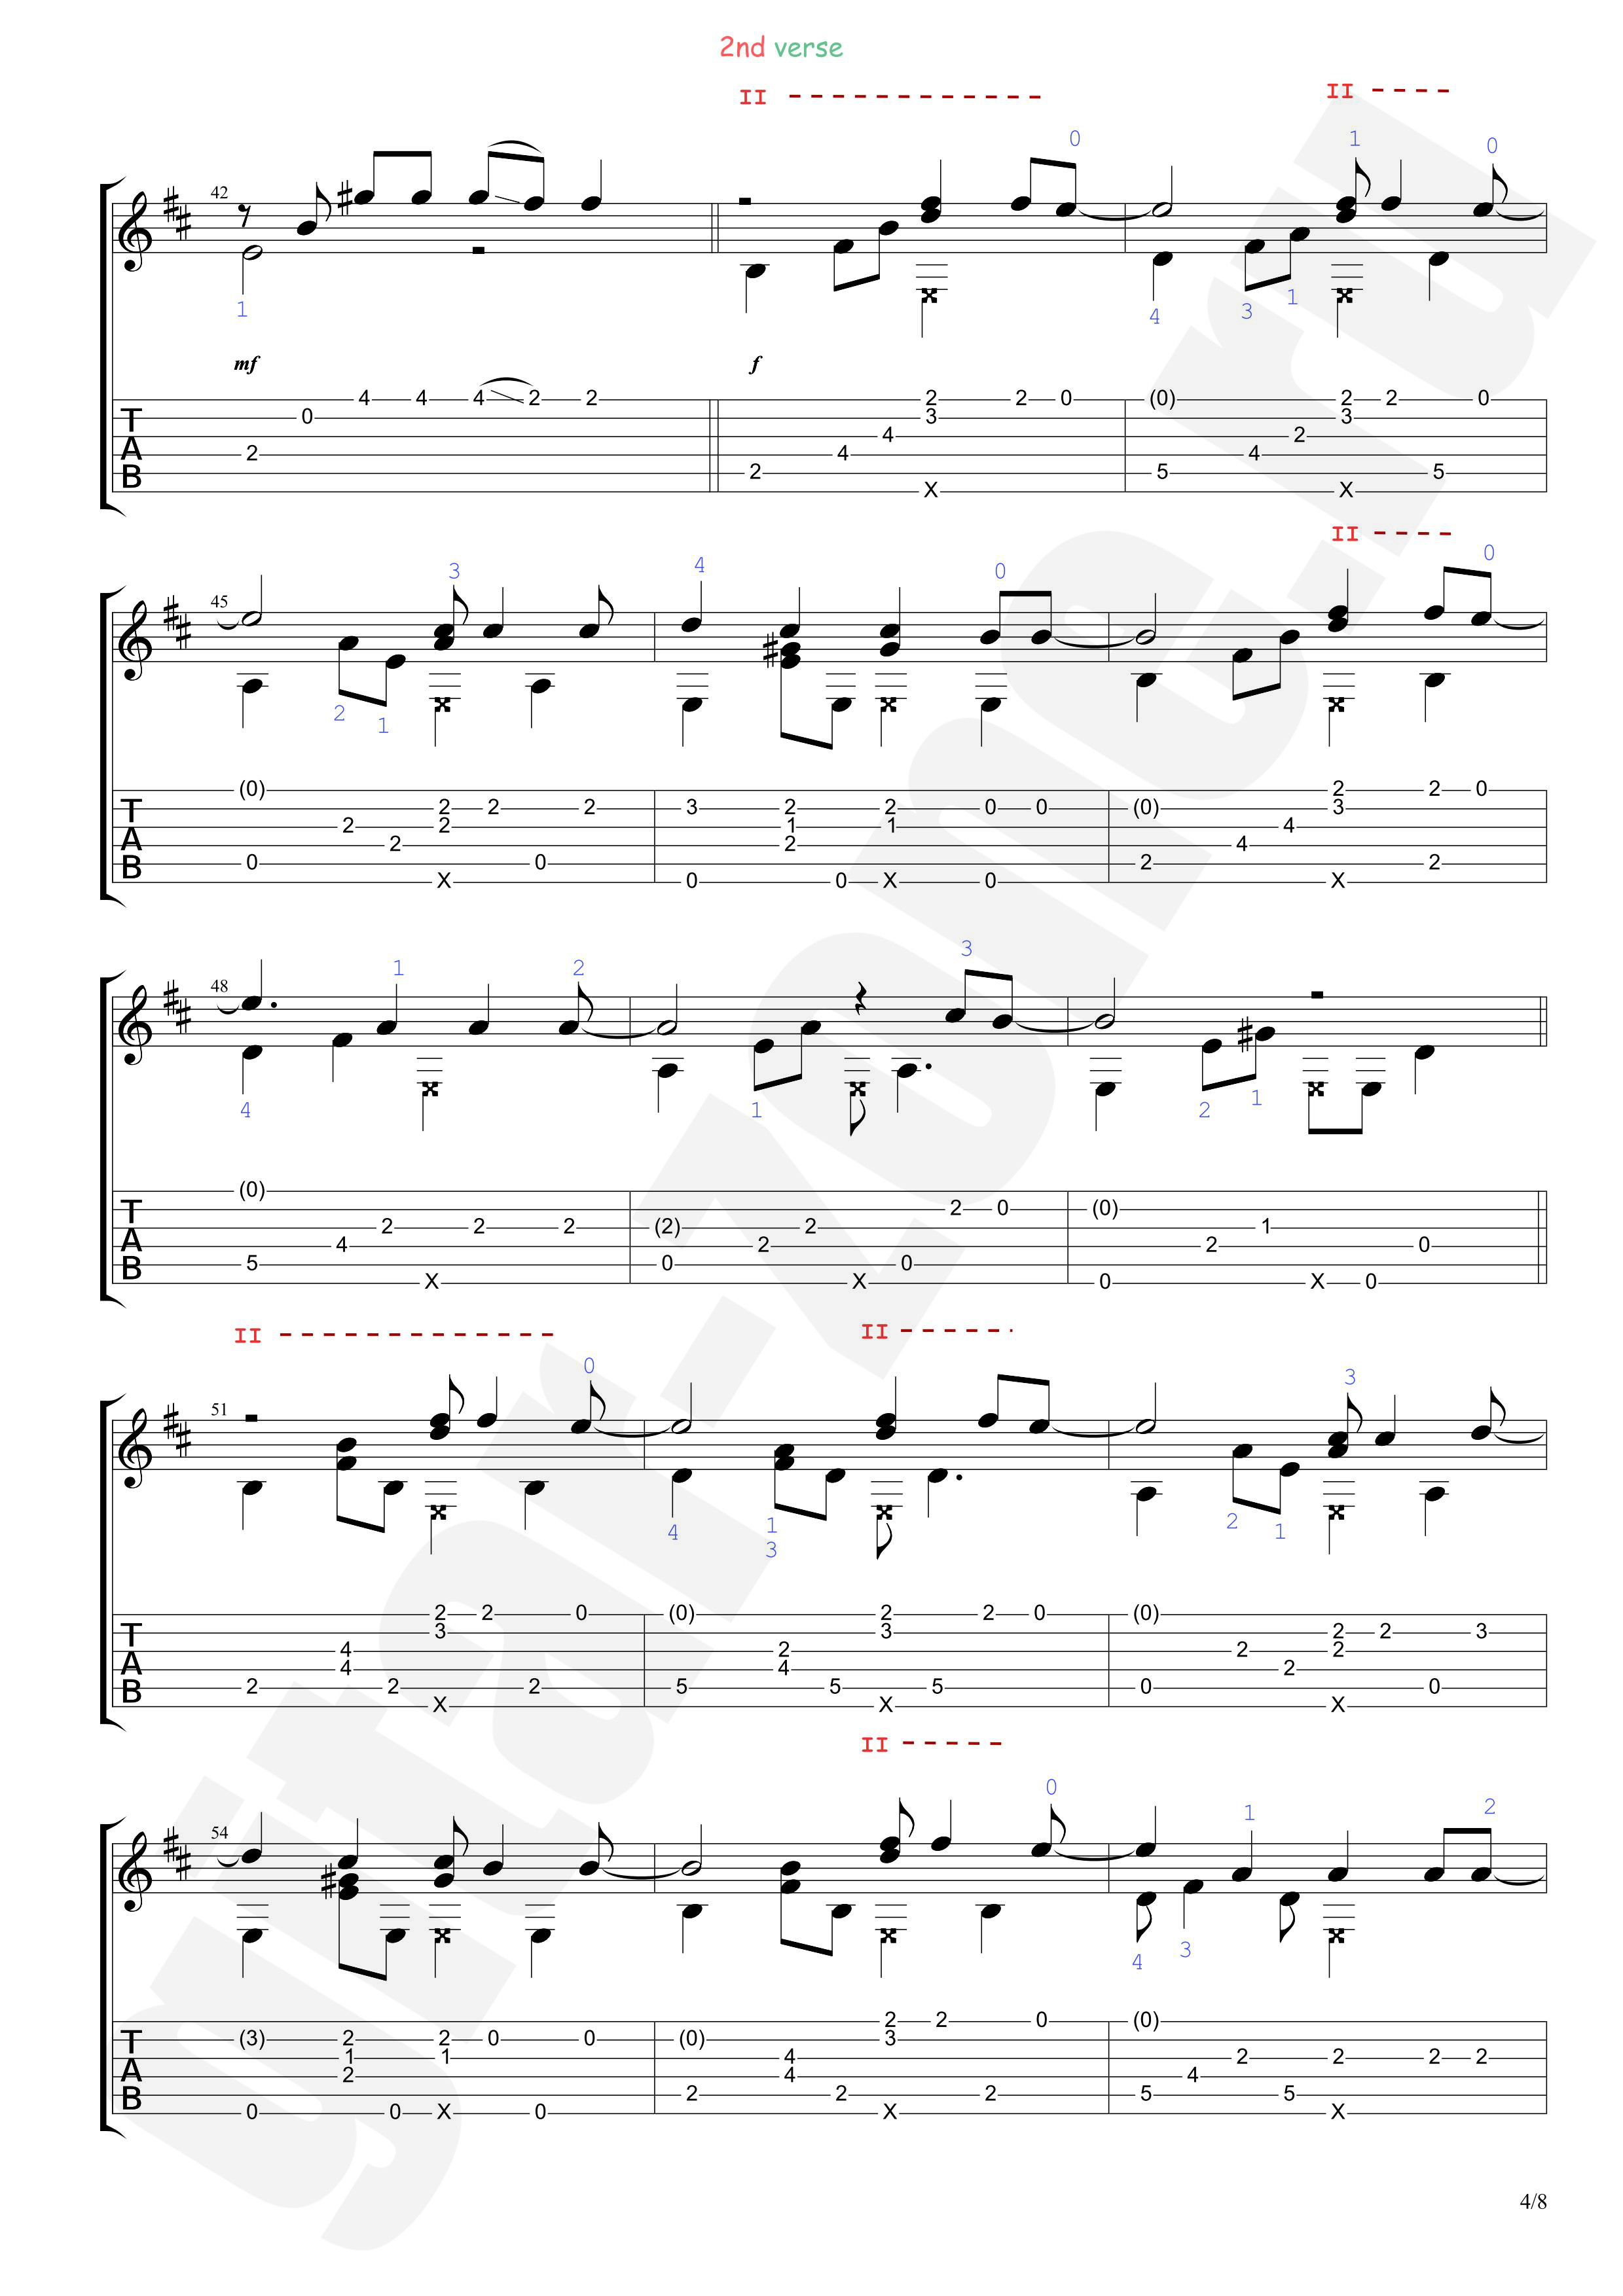 2nd verse
II II
0 1 0
42
1 4 3 1
mf f
4 4 4 2 2 2 2 0 (0) 2 2 0
T 0 3 3
4 2
A 2 4 4
B 2 5 5
X X
II
3 4 0 0
45
2 1
(0) 2 2 0
T 2 2 2 3 2 2 0 0 (0) 3
2 2 1 1 4
A 2 2 4
B 0 0 2 2
X 0 0 X 0 X
1 2 3
48
4 1 2 1
(0)
T 2 0 (0)
2 2 2 (2) 2 1
A 4 2 2 0
B 5 0 0
X X 0 X 0
II II
0 3
51
4 1 3 2 1
2 2 0 (0) 2 2 0 (0)
T 3 3 2 2 3
4 2 2 2
A 4 4 2
B 2 2 2 5 5 5 0 0
X X X
II
0 1 2
54
4 3
2 2 0 (0)
T (3) 2 2 0 0 (0) 3
1 1 4 2 2 2 2
A 2 4 4
B 2 2 2 5 5
0 0 X 0 X X
4/8
gitar-zone.ru